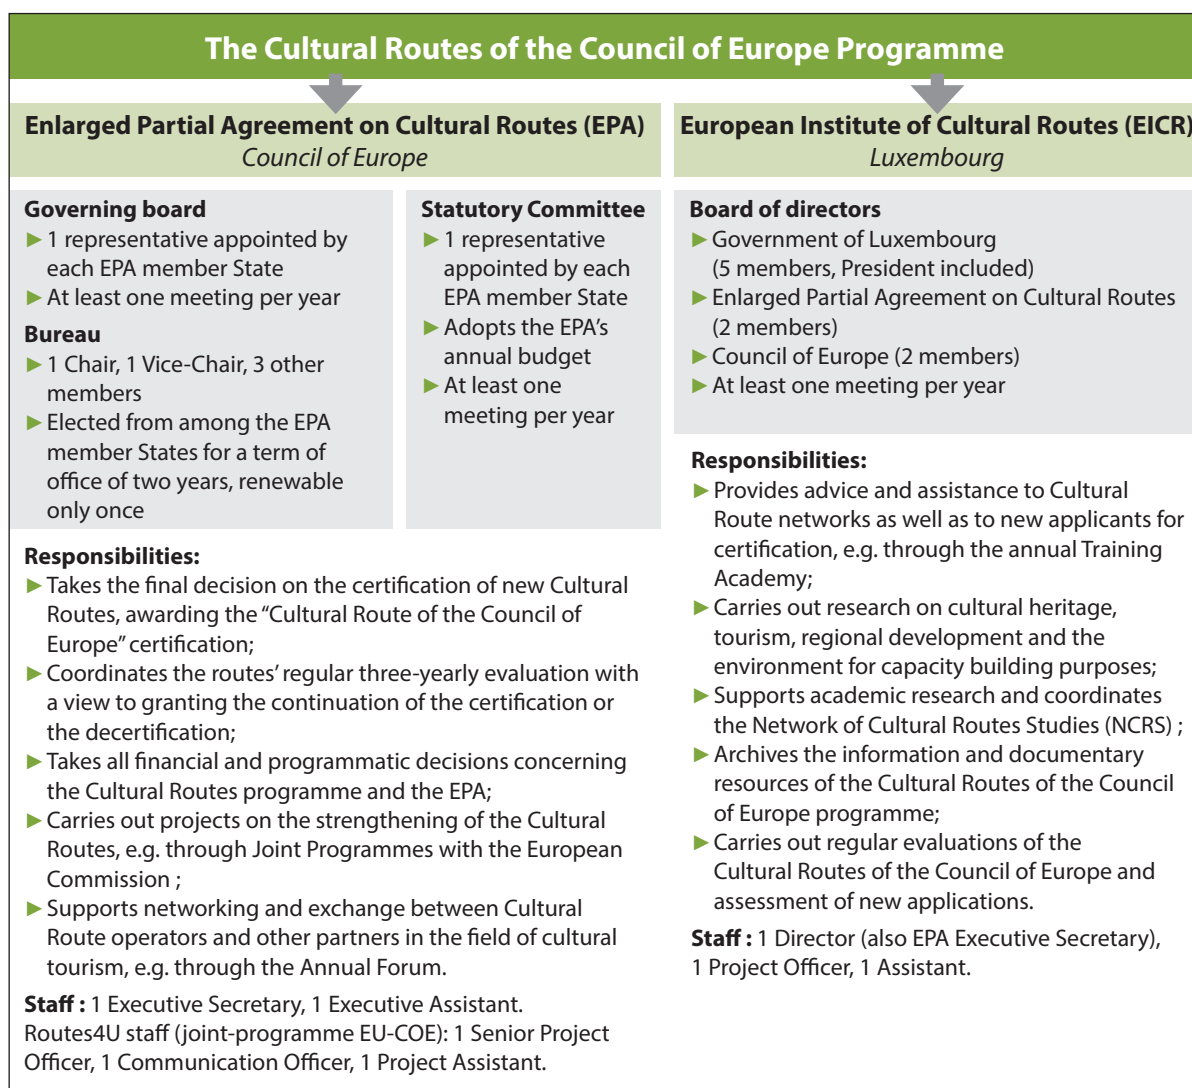 The Cultural Routes of the Council of Europe Programme
Enlarged Partial Agreement on Cultural Routes (EPA)
Council of Europe
Governing board
► 1 representative appointed by
each EPA member State
► At least one meeting per year
Bureau
► 1 Chair, 1 Vice-Chair, 3 other
members
► Elected from among the EPA
member States for a term of
office of two years, renewable
only once
Statutory Committee
► 1 representative
appointed by each
EPA member State
► Adopts the EPA’s
annual budget
► At least one
meeting per year
Responsibilities:
► Takes the final decision on the certification of new Cultural
Routes, awarding the “Cultural Route of the Council of
Europe” certification;
► Coordinates the routes’ regular three-yearly evaluation with
a view to granting the continuation of the certification or
the decertification;
► Takes all financial and programmatic decisions concerning
the Cultural Routes programme and the EPA;
► Carries out projects on the strengthening of the Cultural
Routes, e.g. through Joint Programmes with the European
Commission ;
► Supports networking and exchange between Cultural
Route operators and other partners in the field of cultural
tourism, e.g. through the Annual Forum.
Staff : 1 Executive Secretary, 1 Executive Assistant.
Routes4U staff (joint-programme EU-COE): 1 Senior Project
Officer, 1 Communication Officer, 1 Project Assistant.
European Institute of Cultural Routes (EICR)
Luxembourg
Board of directors
► Government of Luxembourg
(5 members, President included)
► Enlarged Partial Agreement on Cultural Routes
(2 members)
► Council of Europe (2 members)
► At least one meeting per year
Responsibilities:
► Provides advice and assistance to Cultural
Route networks as well as to new applicants for
certification, e.g. through the annual Training
Academy;
► Carries out research on cultural heritage,
tourism, regional development and the
environment for capacity building purposes;
► Supports academic research and coordinates
the Network of Cultural Routes Studies (NCRS) ;
► Archives the information and documentary
resources of the Cultural Routes of the Council
of Europe programme;
► Carries out regular evaluations of the
Cultural Routes of the Council of Europe and
assessment of new applications.
Staff : 1 Director (also EPA Executive Secretary),
1 Project Officer, 1 Assistant.